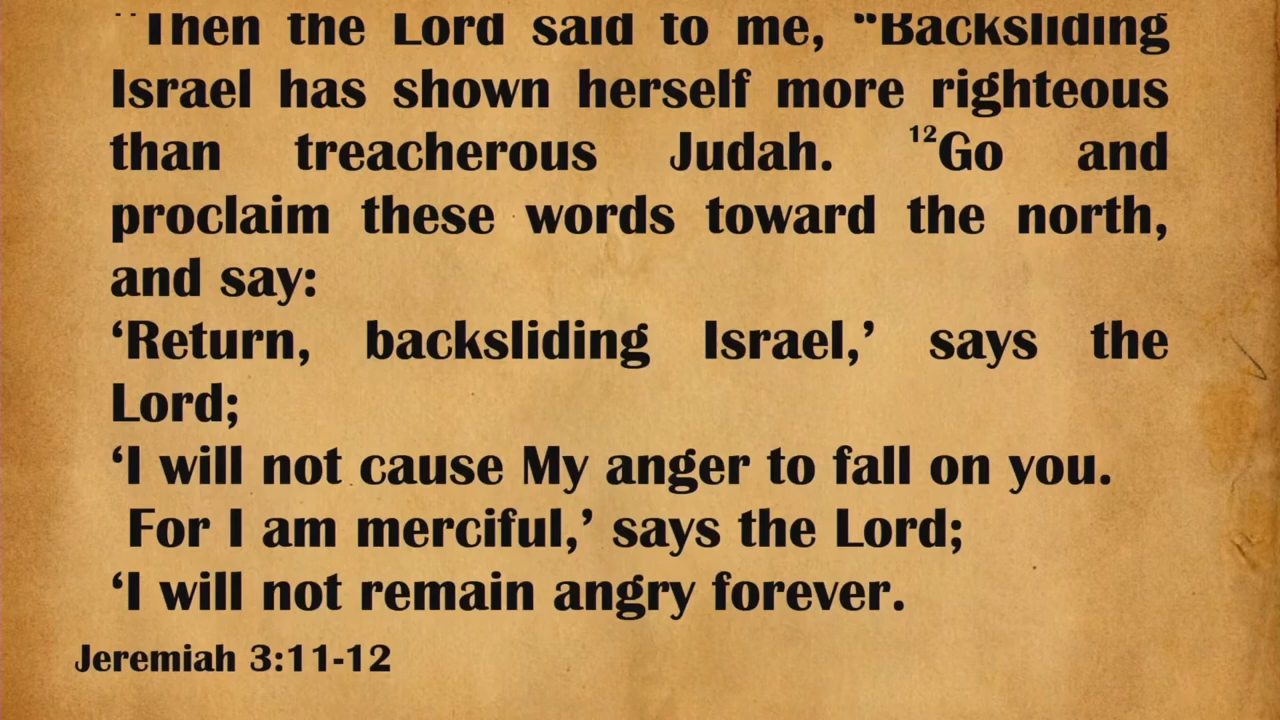 Then the Lord said to me, “Backsliding
Israel has shown herself more righteous
than treacherous Judah. ¹²Go and
proclaim these words toward the north,
and say:
‘Return, backsliding Israel,’ says the
Lord;
‘I will not cause My anger to fall on you.
For I am merciful,’ says the Lord;
‘I will not remain angry forever.
Jeremiah 3:11-12